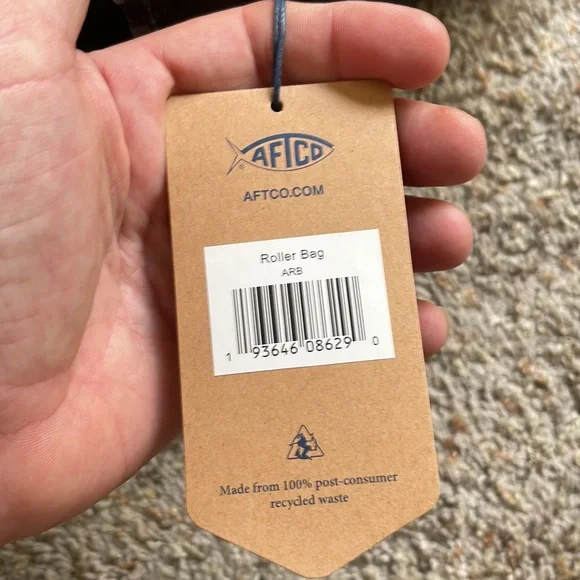 AFTCO
®
AFTCO.COM
Roller Bag
ARB
1 93646 08629 0
Made from 100% post-consumer
recycled waste